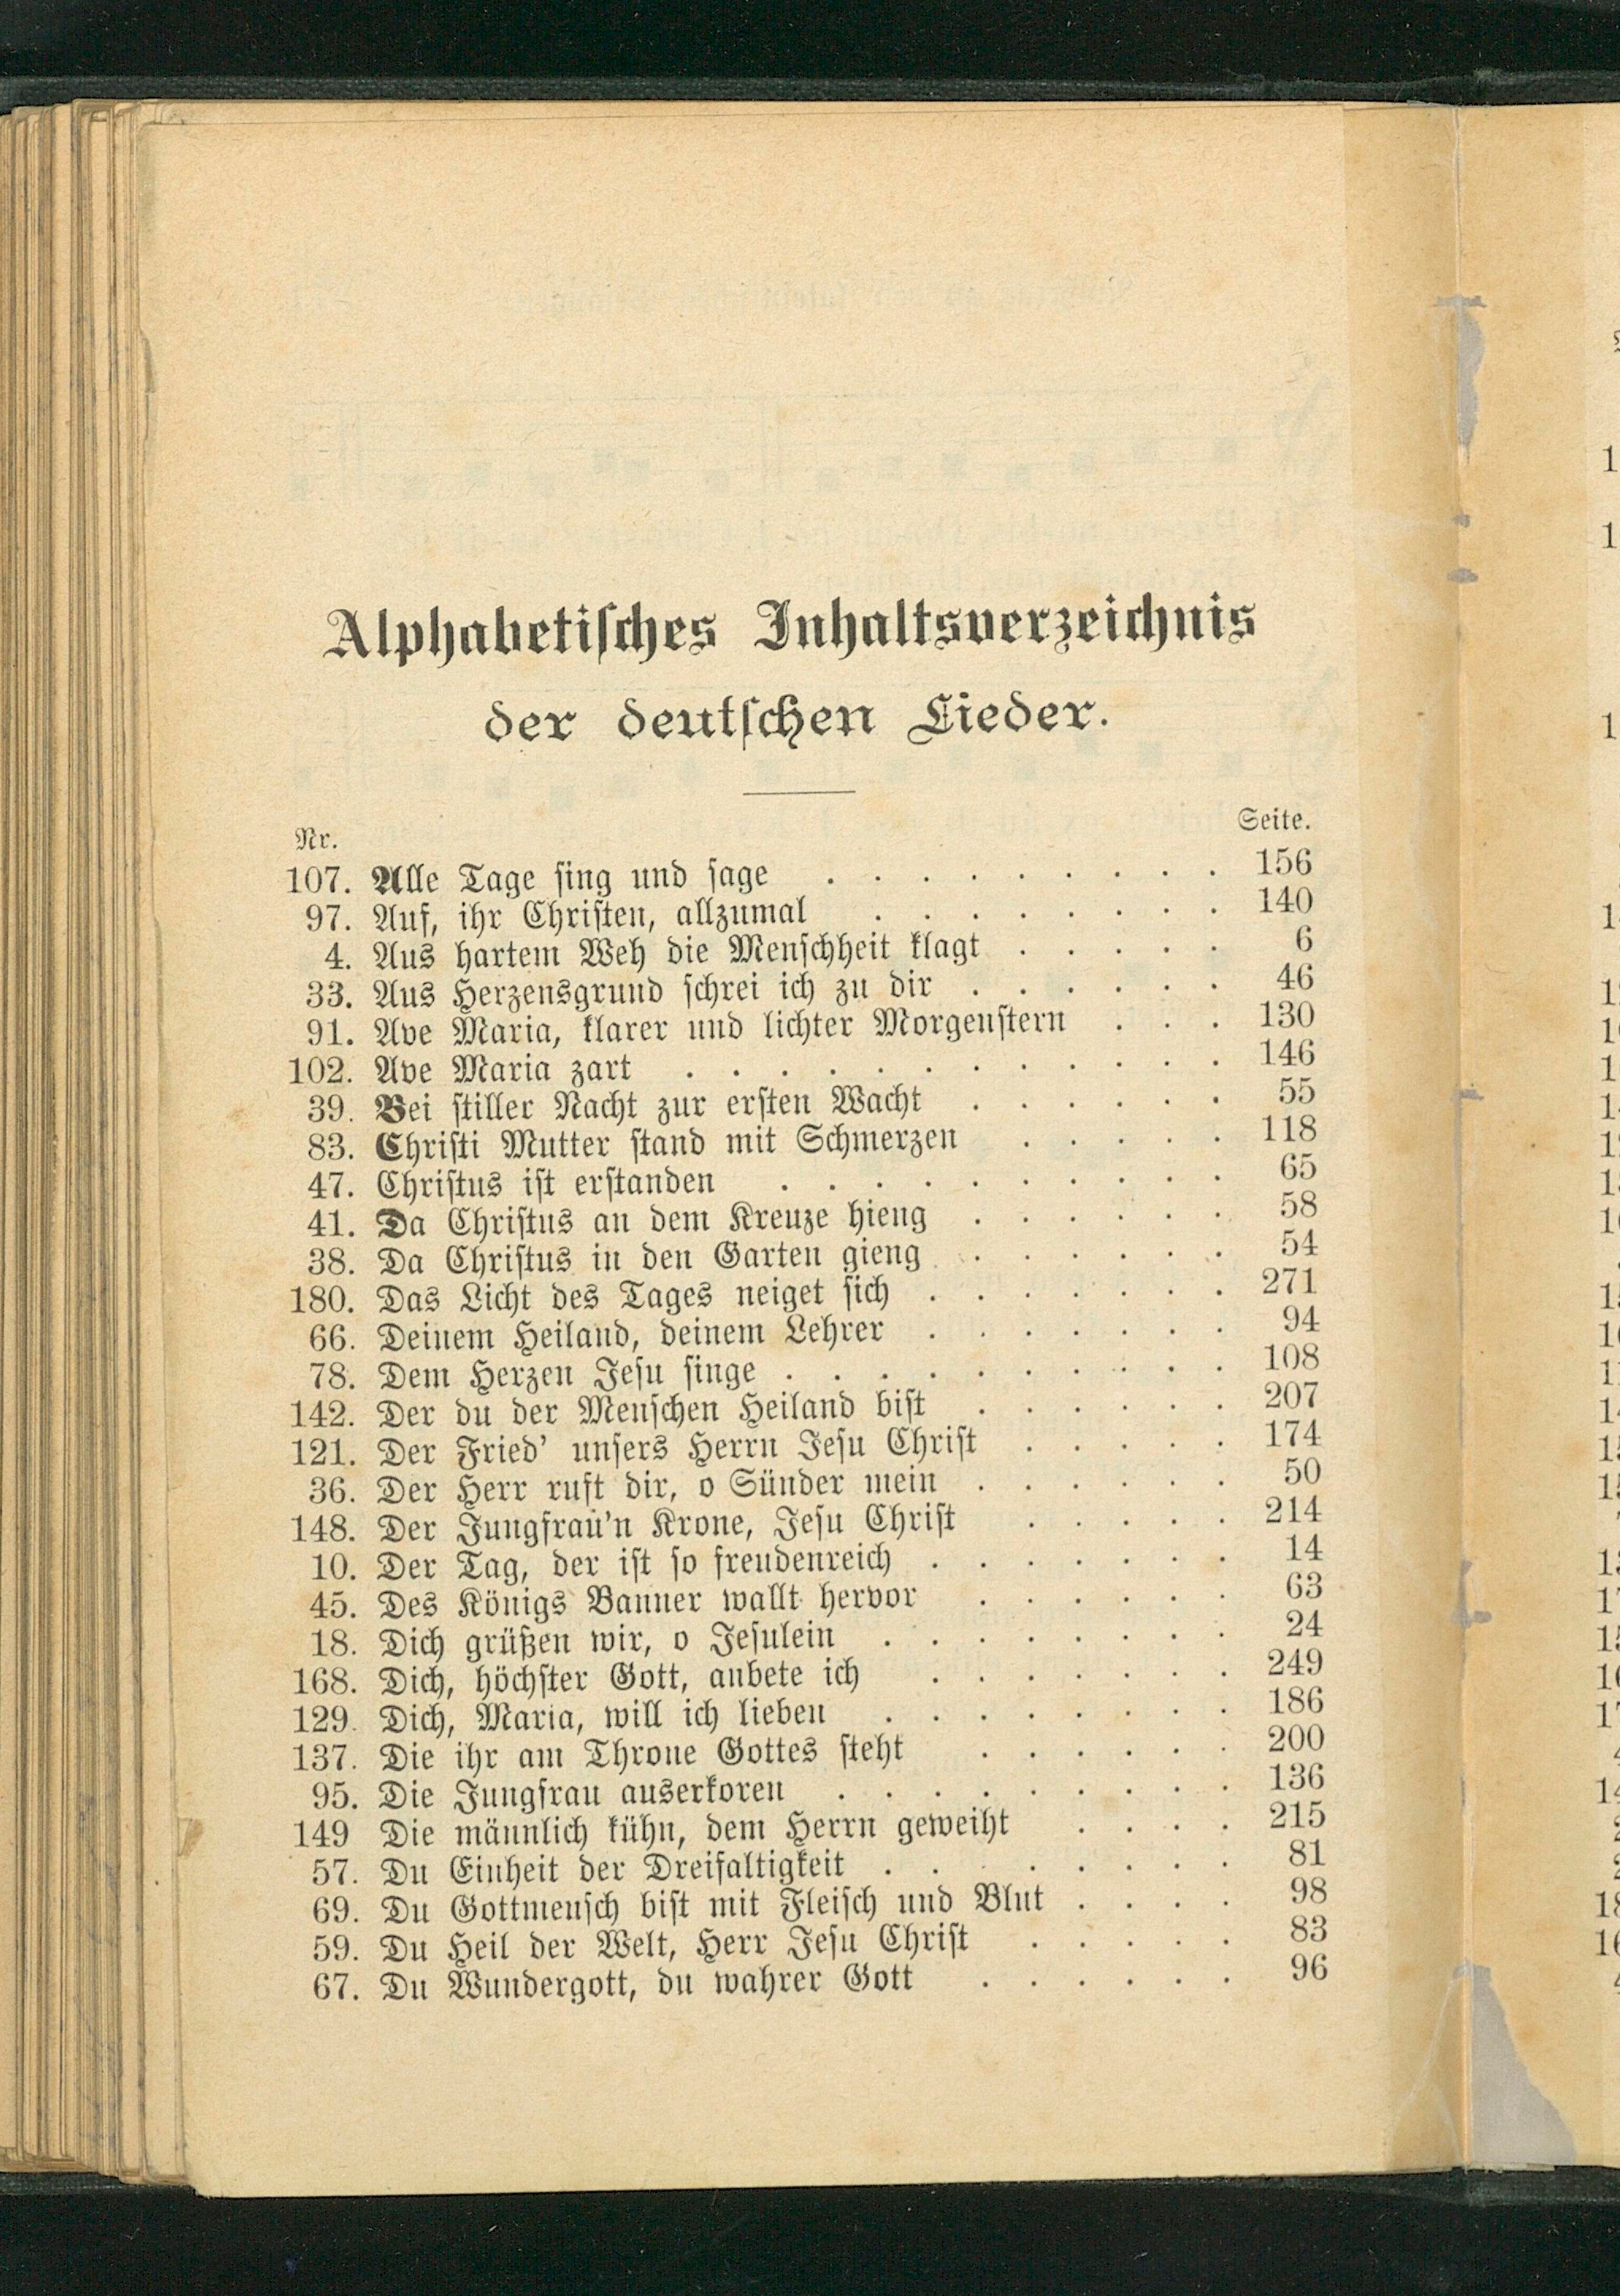 Alphabetisches Inhaltsverzeichnis
der deutschen Lieder.
Nr. Seite.
107. Alle Tage sing und sage . . . . . . . . . 156
97. Auf, ihr Christen, allzumal . . . . . . . . 140
4. Aus hartem Weh die Menschheit klagt . . . . . 6
33. Aus Herzensgrund schrei ich zu dir . . . . . . 46
91. Ave Maria, klarer und lichter Morgenstern . . . 130
102. Ave Maria zart . . . . . . . . . . . . 146
39. Bei stiller Nacht zur ersten Wacht . . . . . . 55
83. Christi Mutter stand mit Schmerzen . . . . . 118
47. Christus ist erstanden . . . . . . . . . . 65
41. Da Christus an dem Kreuze hieng . . . . . . 58
38. Da Christus in den Garten gieng . . . . . . 54
180. Das Licht des Tages neiget sich . . . . . . . 271
66. Deinem Heiland, deinem Lehrer . . . . . . . 94
78. Dem Herzen Jesu singe . . . . . . . . . . 108
142. Der du der Menschen Heiland bist . . . . . . 207
121. Der Fried' unsers Herrn Jesu Christ . . . . . 174
36. Der Herr ruft dir, o Sünder mein . . . . . . 50
148. Der Jungfrau'n Krone, Jesu Christ . . . . . 214
10. Der Tag, der ist so freudenreich . . . . . . . 14
45. Des Königs Banner wallt hervor . . . . . . 63
18. Dich grüßen wir, o Jesulein . . . . . . . . 24
168. Dich, höchster Gott, anbete ich . . . . . . . 249
129. Dich, Maria, will ich lieben . . . . . . . . 186
137. Die ihr am Throne Gottes steht . . . . . . 200
95. Die Jungfrau auserkoren . . . . . . . . . 136
149 Die männlich kühn, dem Herrn geweiht . . . . 215
57. Du Einheit der Dreifaltigkeit . . . . . . . 81
69. Du Gottmensch bist mit Fleisch und Blut . . . . 98
59. Du Heil der Welt, Herr Jesu Christ . . . . . 83
67. Du Wundergott, du wahrer Gott . . . . . . 96